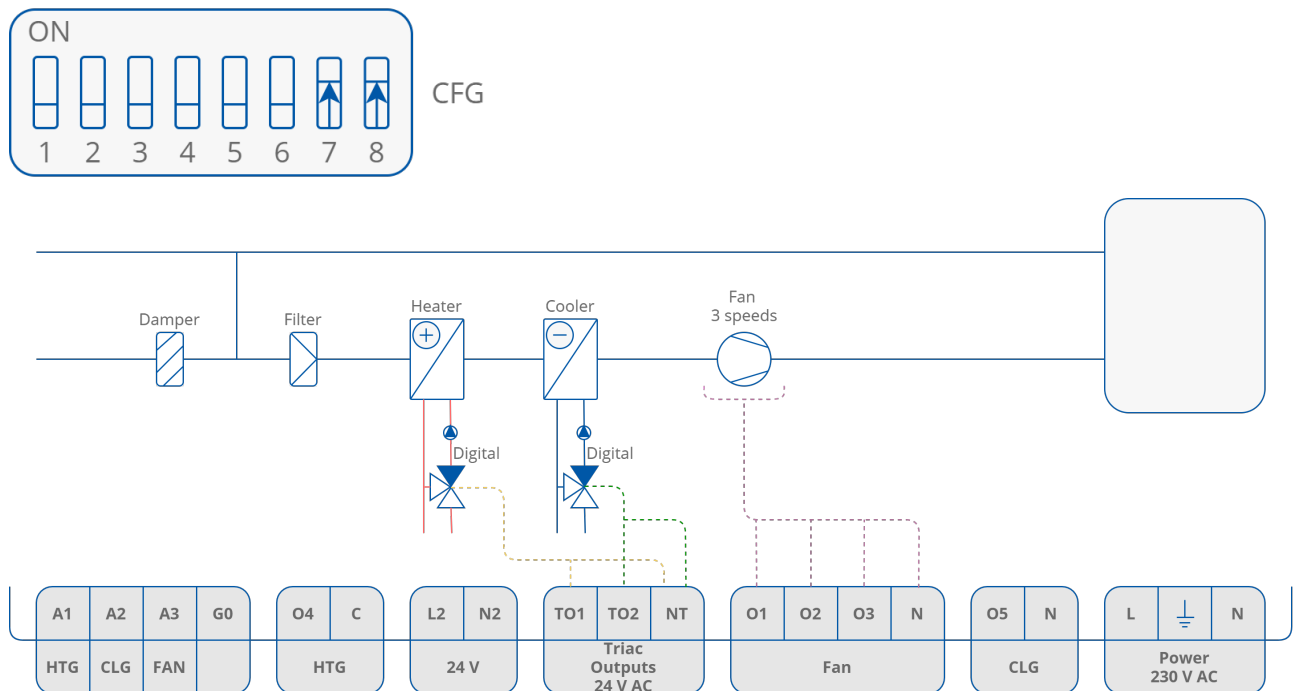 ON
1 2 3 4 5 6 7 8
CFG
Damper
Filter
Heater
Cooler
Fan
3 speeds
Digital
Digital
A1 A2 A3 G0
HTG CLG FAN
O4 C
HTG
L2 N2
24 V
TO1 TO2 NT
Triac
Outputs
24 V AC
O1 O2 O3 N
Fan
O5 N
CLG
L N
Power
230 V AC